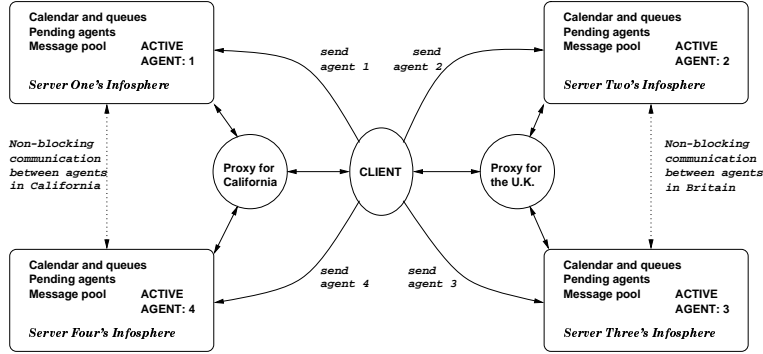 Calendar and queues
Pending agents
Message pool ACTIVE
AGENT: 1
Server One's Infosphere
send
agent 1
send
agent 2
Calendar and queues
Pending agents
Message pool ACTIVE
AGENT: 2
Server Two's Infosphere
Non-blocking
communication
between agents
in California
Proxy for
California
CLIENT
Proxy for
the U.K.
Non-blocking
communication
between agents
in Britain
Calendar and queues
Pending agents
Message pool ACTIVE
AGENT: 4
Server Four's Infosphere
send
agent 4
send
agent 3
Calendar and queues
Pending agents
Message pool ACTIVE
AGENT: 3
Server Three's Infosphere